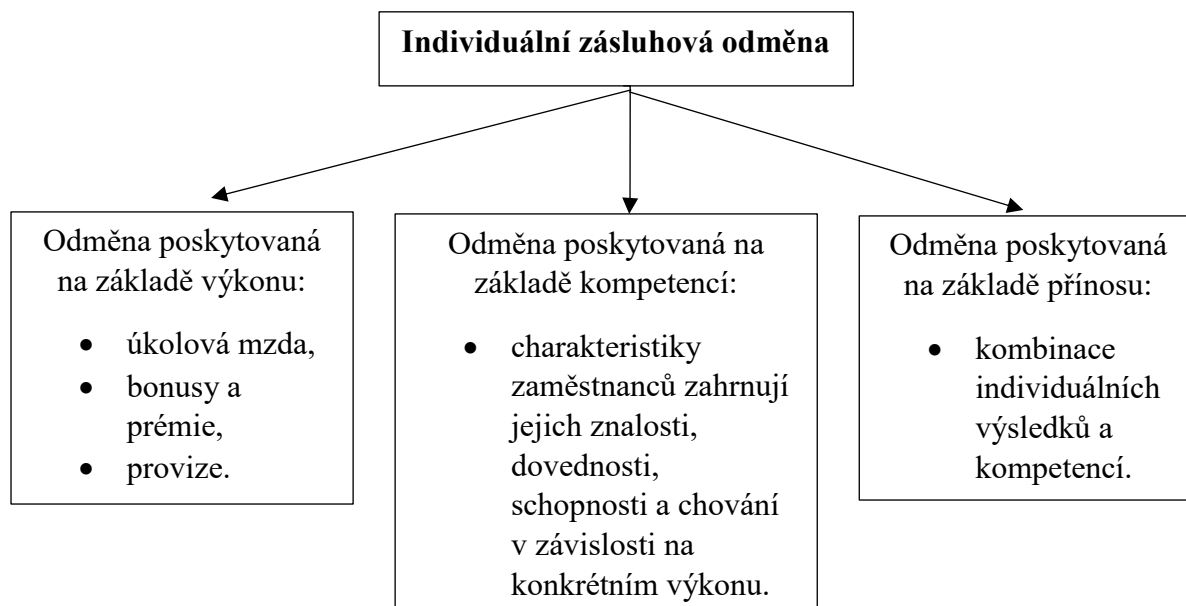 Individuální zásluhová odměna
Odměna poskytovaná
na základě výkonu:
• úkolová mzda,
• bonusy a
prémie,
• provize.
Odměna poskytovaná na
základě kompetencí:
• charakteristiky
zaměstnanců zahrnují
jejich znalosti,
dovednosti,
schopnosti a chování
v závislosti na
konkrétním výkonu.
Odměna poskytovaná
na základě přínosu:
• kombinace
individuálních
výsledků a
kompetencí.